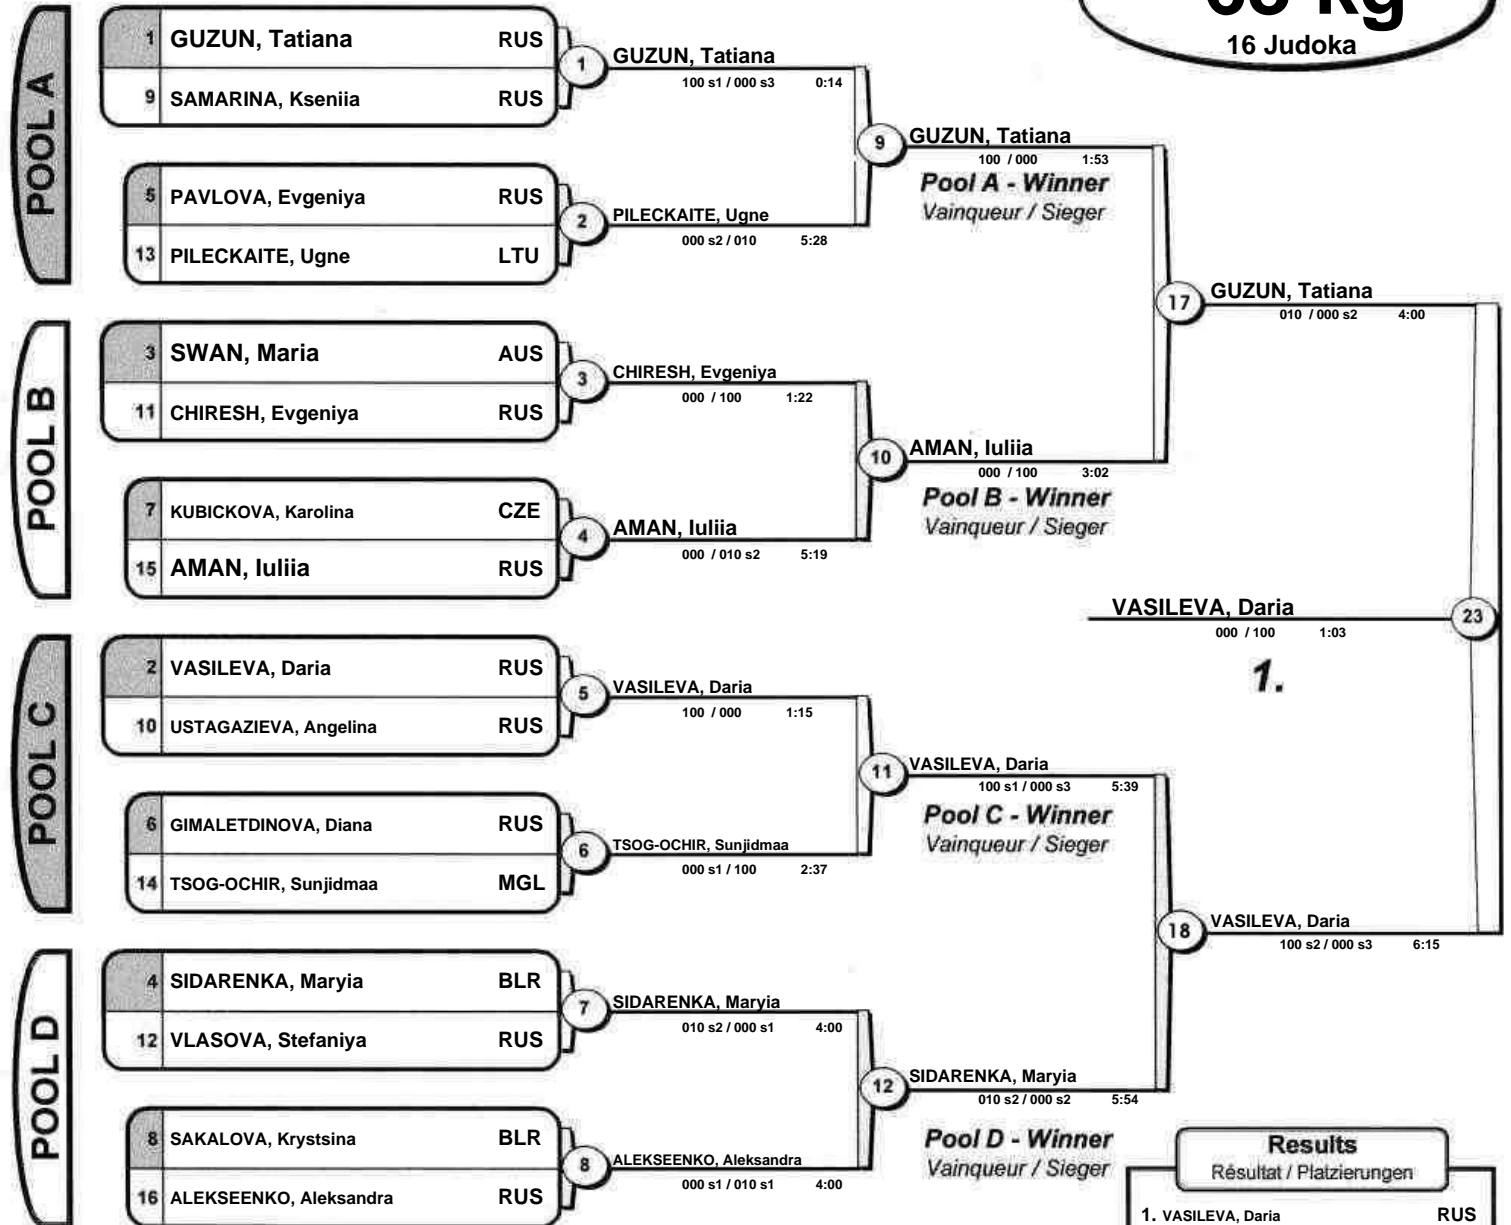 kg
16 Judoka
POOL A
1 GUZUN, Tatiana RUS
9 SAMARINA, Kseniia RUS
1
GUZUN, Tatiana
100 s1 / 000 s3 0:14
5 PAVLOVA, Evgeniya RUS
13 PILECKAITE, Ugne LTU
2
PILECKAITE, Ugne
000 s2 / 010 5:28
9
GUZUN, Tatiana
100 / 000 1:53
Pool A - Winner
Vainqueur / Sieger
POOL B
3 SWAN, Maria AUS
11 CHIRESH, Evgeniya RUS
3
CHIRESH, Evgeniya
000 / 100 1:22
7 KUBICKOVA, Karolina CZE
15 AMAN, Iuliia RUS
4
AMAN, Iuliia
000 / 010 s2 5:19
10
AMAN, Iuliia
000 / 100 3:02
Pool B - Winner
Vainqueur / Sieger
17
GUZUN, Tatiana
010 / 000 s2 4:00
POOL C
2 VASILEVA, Daria RUS
10 USTAGAZIEVA, Angelina RUS
5
VASILEVA, Daria
100 / 000 1:15
6 GIMALETDINOVA, Diana RUS
14 TSOG-OCHIR, Sunjidmaa MGL
6
TSOG-OCHIR, Sunjidmaa
000 s1 / 100 2:37
11
VASILEVA, Daria
100 s1 / 000 s3 5:39
Pool C - Winner
Vainqueur / Sieger
POOL D
4 SIDARENKA, Maryia BLR
12 VLASOVA, Stefaniya RUS
7
SIDARENKA, Maryia
010 s2 / 000 s1 4:00
8 SAKALOVA, Krystsina BLR
16 ALEKSEENKO, Aleksandra RUS
8
ALEKSEENKO, Aleksandra
000 s1 / 010 s1 4:00
12
SIDARENKA, Maryia
010 s2 / 000 s2 5:54
Pool D - Winner
Vainqueur / Sieger
18
VASILEVA, Daria
100 s2 / 000 s3 6:15
23
VASILEVA, Daria
000 / 100 1:03
1.
Results
Résultat / Platzierungen
1. VASILEVA, Daria RUS